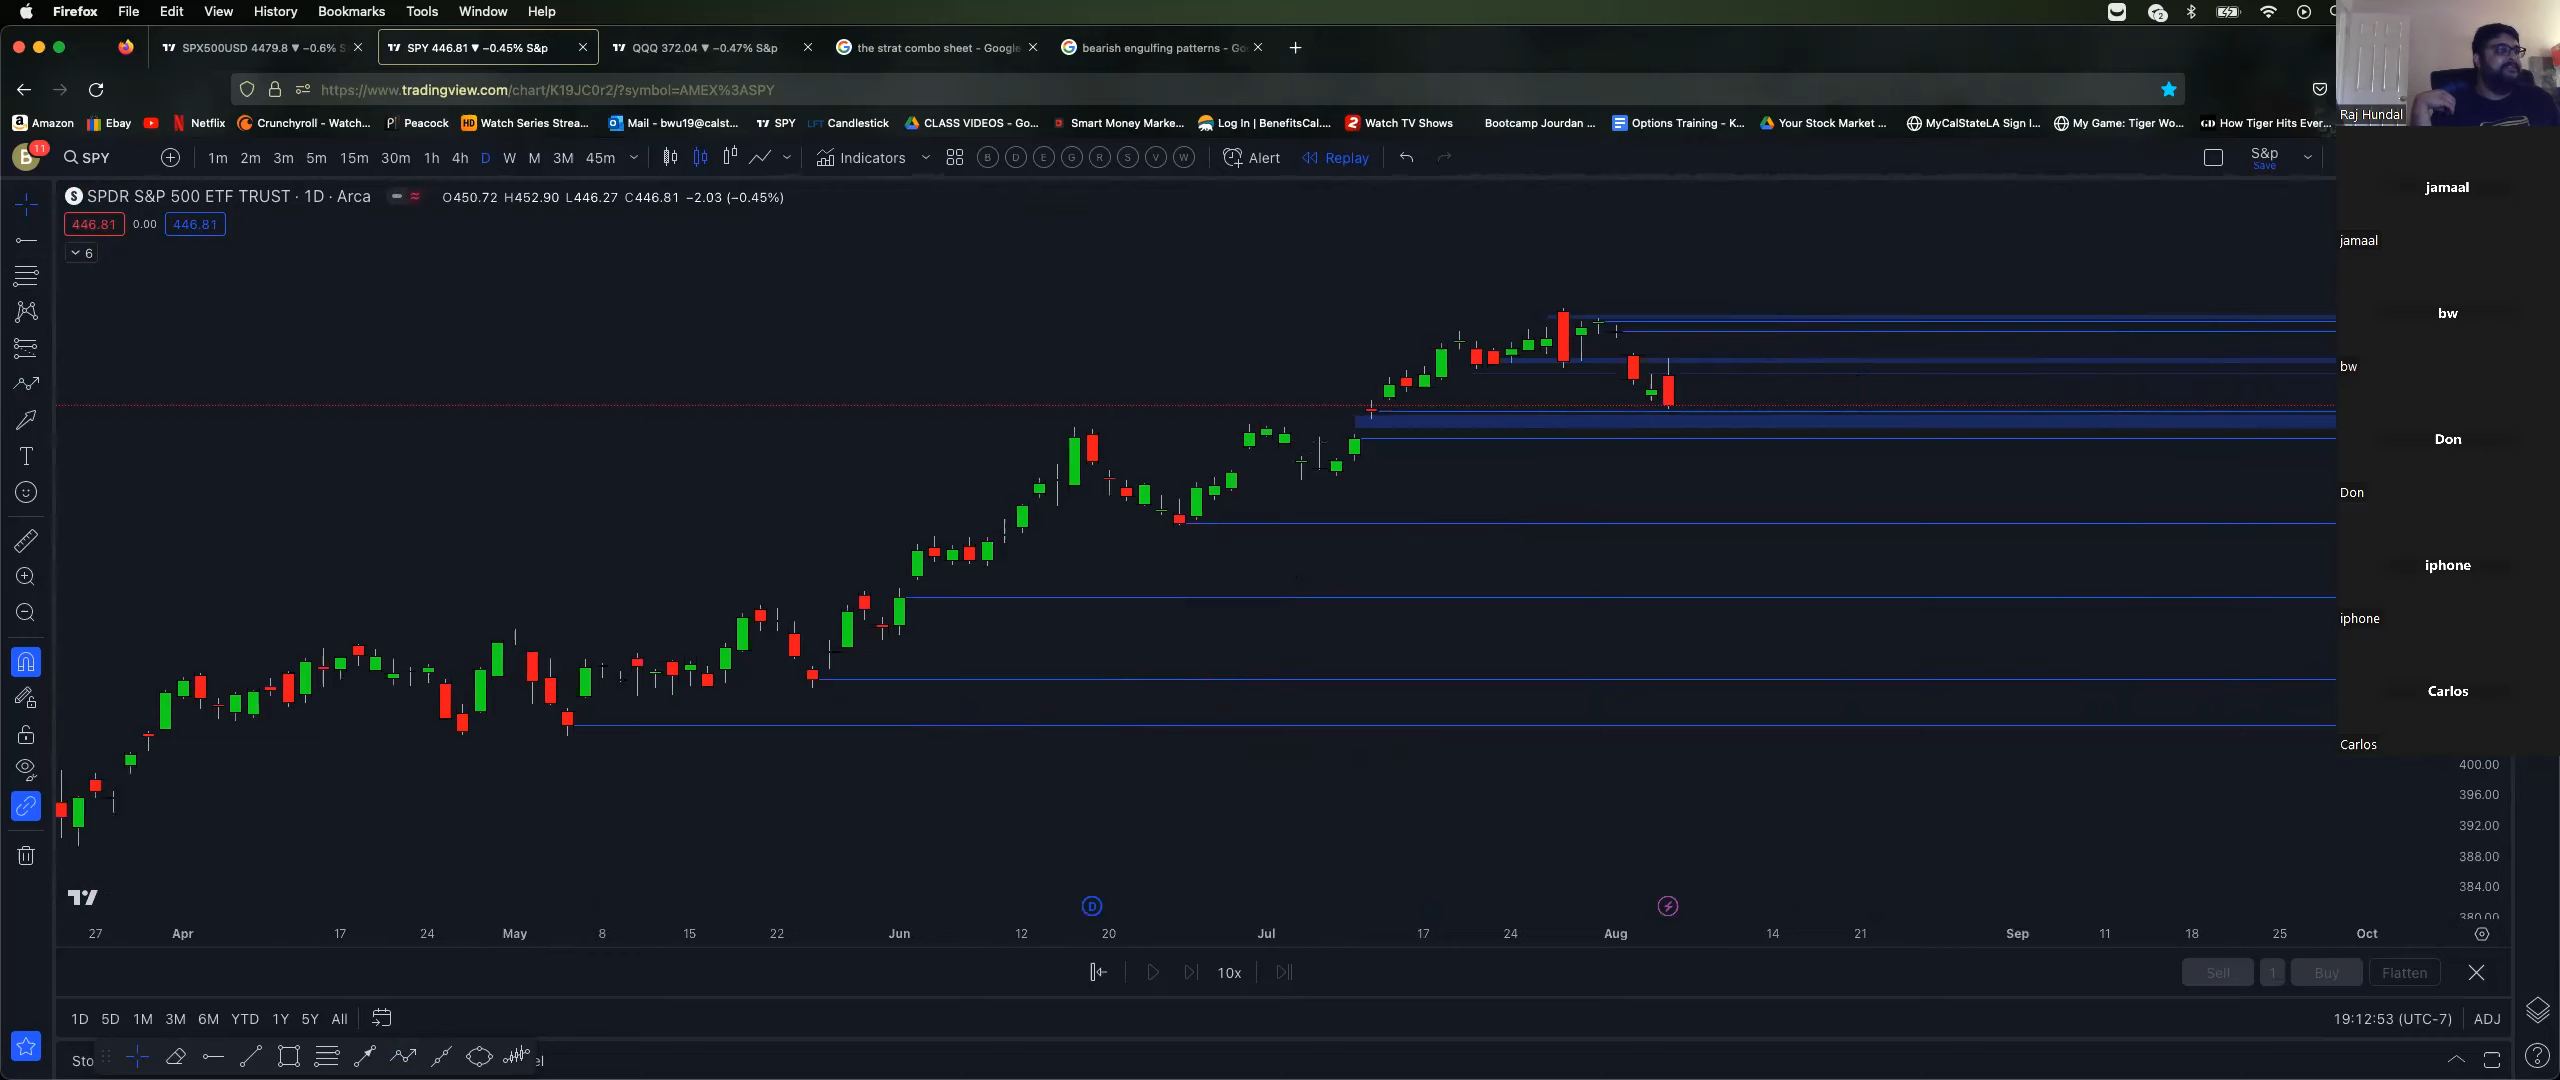 Firefox File Edit View History Bookmarks Tools Window Help
SPX500USD 4479.8 ▼ −0.6% S
SPY 446.81 ▼ −0.45% S&p
QQQ 372.04 ▼ −0.47% S&p
the strat combo sheet - Google
bearish engulfing patterns - Go
https://www.tradingview.com/chart/K19JC0r2/?symbol=AMEX%3ASPY
Raj Hundal
Amazon Ebay Netflix Crunchyroll - Watch... Peacock Watch Series Strea... Mail - bwu19@calst... SPY Candlestick CLASS VIDEOS - Go... Smart Money Marke... Log In | BenefitsCal.... Watch TV Shows Bootcamp Jourdan ... Options Training - K... Your Stock Market ... MyCalStateLA Sign I... My Game: Tiger Wo... How Tiger Hits Ever...
B 11 SPY 1m 2m 3m 5m 15m 30m 1h 4h D W M 3M 45m Indicators B D E G R S V W Alert Replay S&p
Save
SPDR S&P 500 ETF TRUST · 1D · Arca O450.72 H452.90 L446.27 C446.81 −2.03 (−0.45%)
446.81 0.00 446.81
6
jamaal
jamaal
bw
bw
Don
Don
iphone
iphone
Carlos
Carlos
400.00
396.00
392.00
388.00
384.00
380.00
D
27 Apr 17 24 May 8 15 22 Jun 12 20 Jul 17 24 Aug 14 21 Sep 11 18 25 Oct
10x Sell 1 Buy Flatten
1D 5D 1M 3M 6M YTD 1Y 5Y All 19:12:53 (UTC-7) ADJ
Sto
el